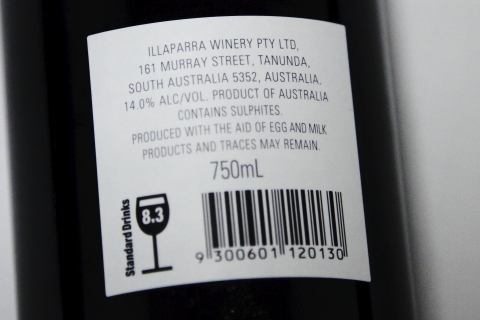 ILLAPARRA WINERY PTY LTD,
161 MURRAY STREET, TANUNDA,
SOUTH AUSTRALIA 5352, AUSTRALIA.
14.0% ALC/VOL. PRODUCT OF AUSTRALIA
CONTAINS SULPHITES.
PRODUCED WITH THE AID OF EGG AND MILK
PRODUCTS AND TRACES MAY REMAIN.
750mL
Standard Drinks
8.3
9 300601 120130